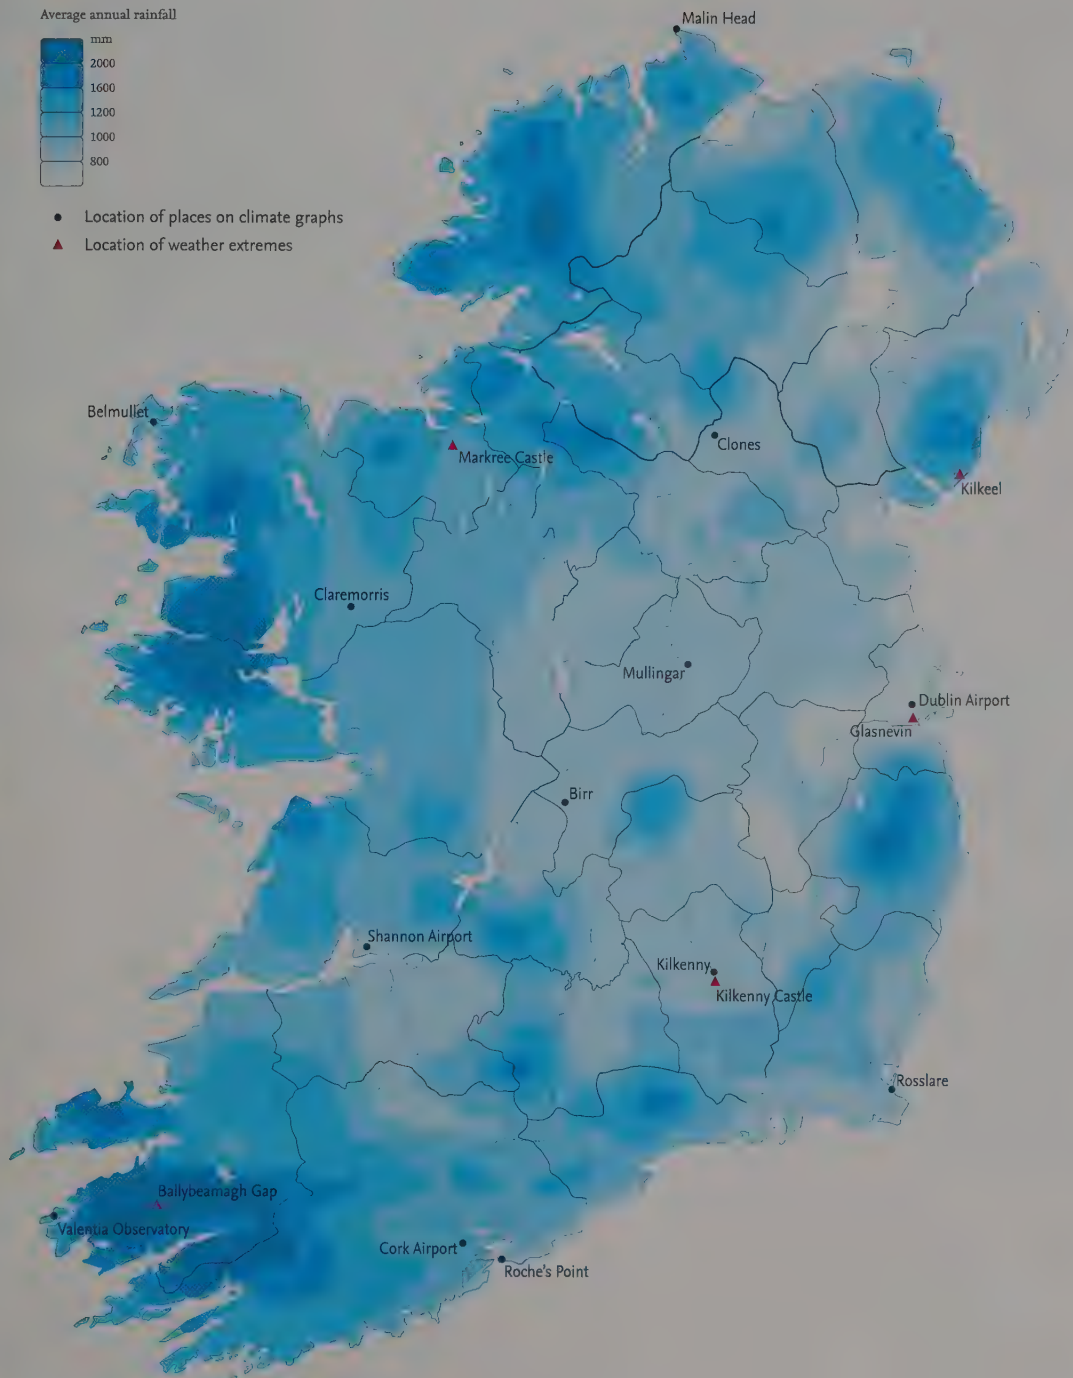 Average annual rainfall
mm
2000
1600
1200
1000
800
Location of places on climate graphs
Location of weather extremes
Malin Head
Belmullet
Markree Castle
Clones
Kilkeel
Claremorris
Mullingar
Dublin Airport
Glasnevin
Birr
Shannon Airport
Kilkenny
Kilkenny Castle
Rosslare
Ballybeamagh Gap
Valentia Observatory
Cork Airport
Roche's Point